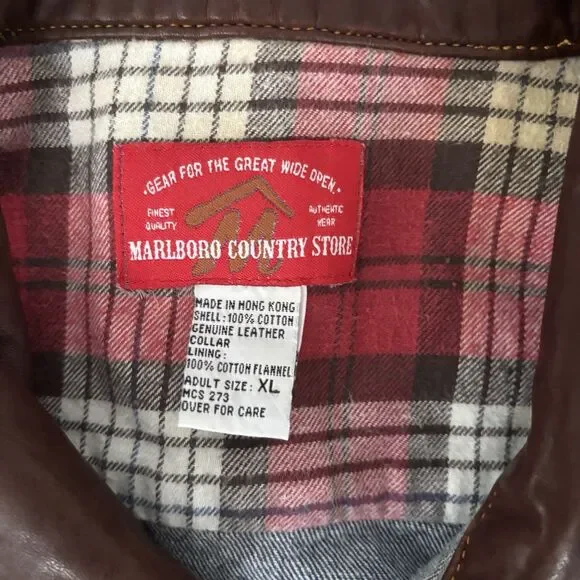 ·GEAR FOR THE GREAT WIDE OPEN.·
FINEST QUALITY
AUTHENTIC WEAR
M
MARLBORO COUNTRY STORE
MADE IN HONG KONG
SHELL: 100% COTTON
GENUINE LEATHER
COLLAR
LINING:
100% COTTON FLANNEL
ADULT SIZE: XL
MCS 273
OVER FOR CARE